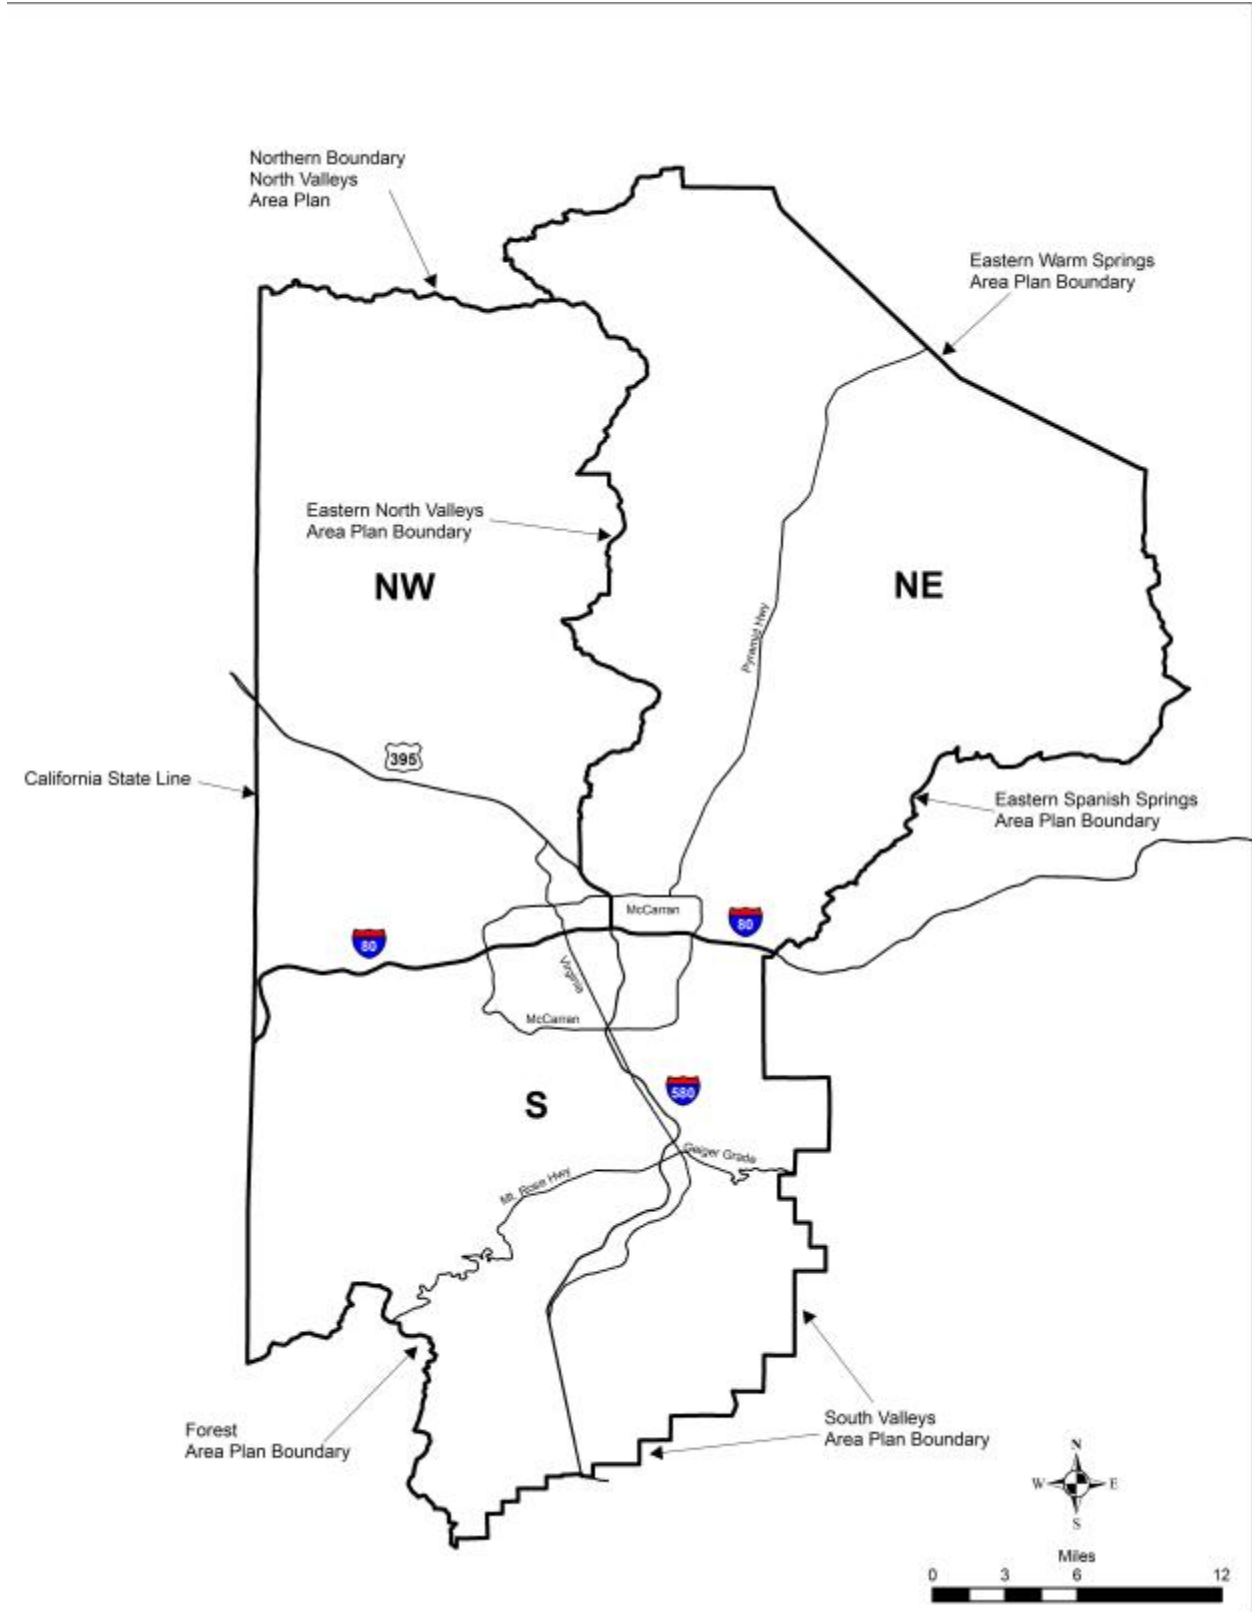 Northern Boundary
North Valleys
Area Plan
Eastern Warm Springs
Area Plan Boundary
Eastern North Valleys
Area Plan Boundary
NW
NE
Pyramid Hwy
395
California State Line
Eastern Spanish Springs
Area Plan Boundary
McCarran
80
80
Virginia
McCarran
580
S
Geiger Grade
Mt. Rose Hwy
Forest
Area Plan Boundary
South Valleys
Area Plan Boundary
N
W
E
S
Miles
0 3 6 12